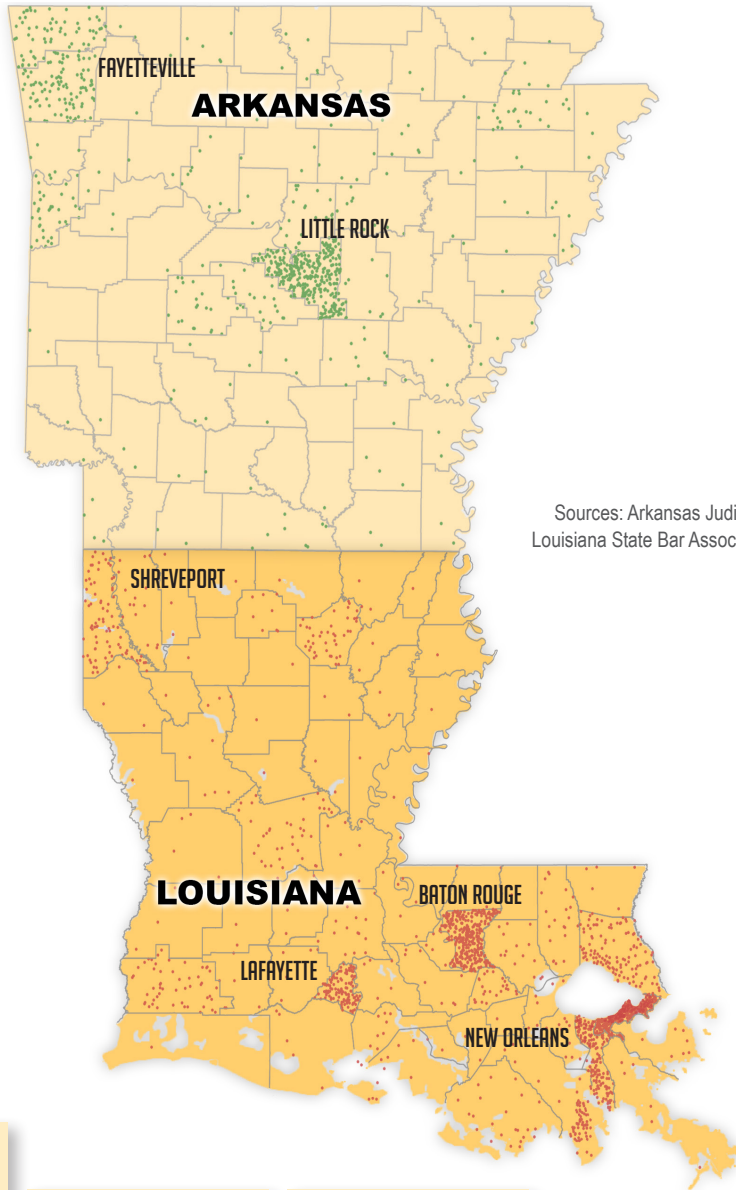 FAYETTEVILLE
ARKANSAS
LITTLE ROCK
Sources: Arkansas Judi
Louisiana State Bar Assoc
SHREVEPORT
LOUISIANA
BATON ROUGE
LAFAYETTE
NEW ORLEANS